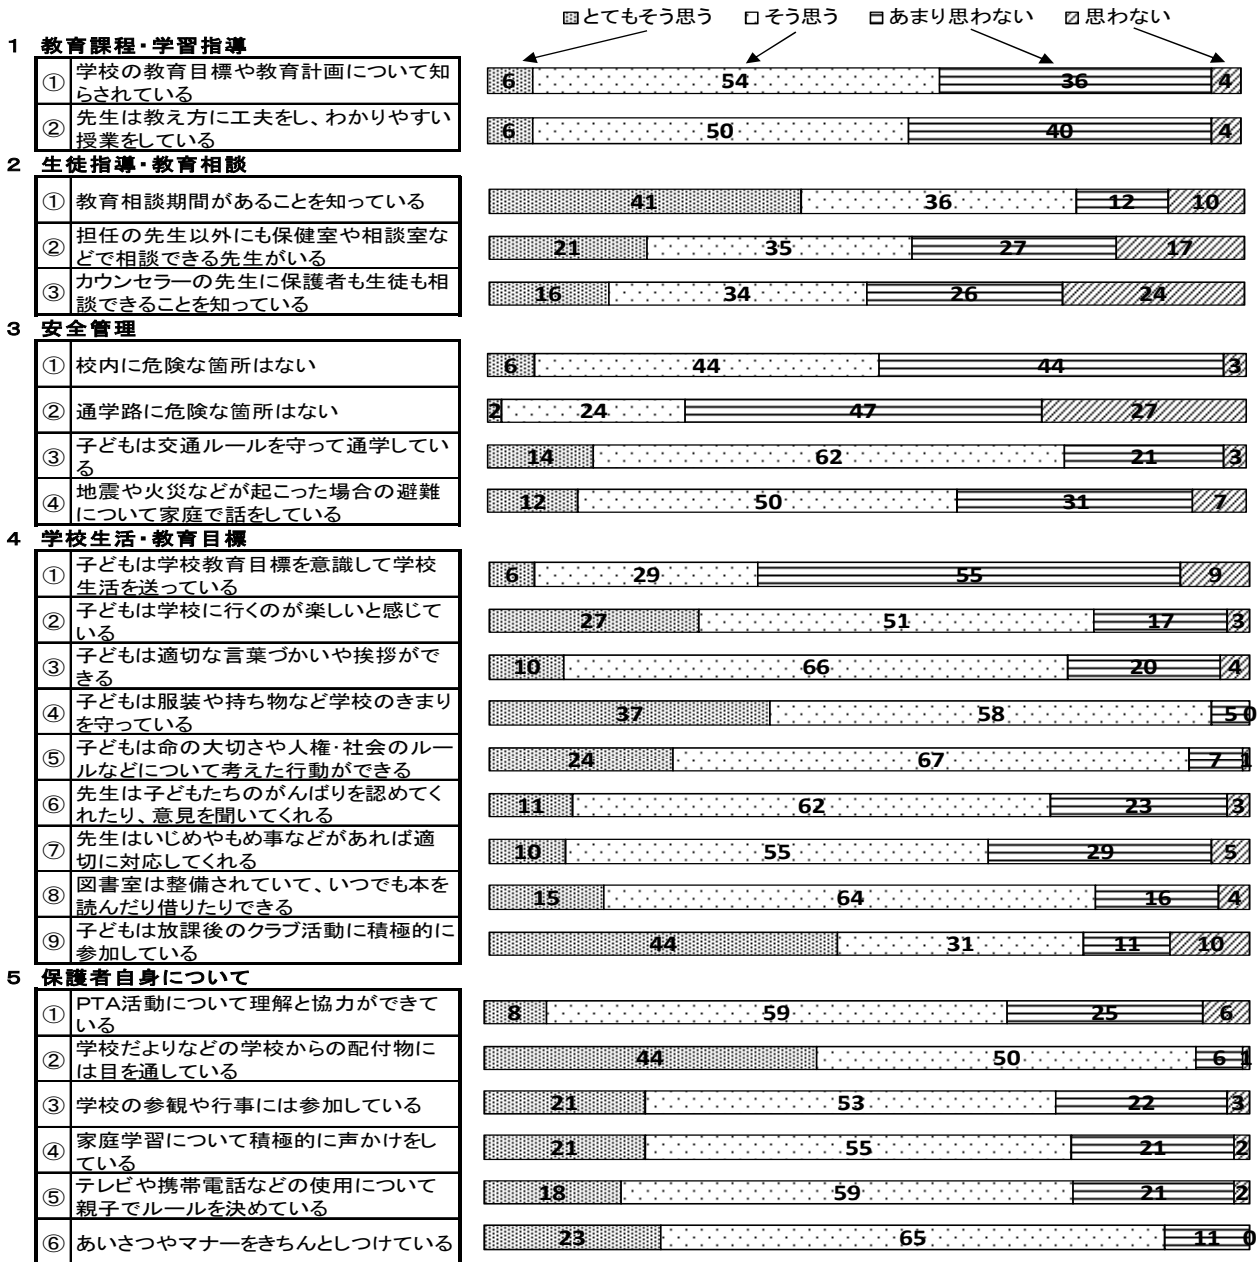 とてもそう思う そう思う あまり思わない 思わない
1 教育課程・学習指導
① 学校の教育目標や教育計画について知
らされている
6 54 36 4
② 先生は教え方に工夫をし、わかりやすい
授業をしている
6 50 40 4
2 生徒指導・教育相談
① 教育相談期間があることを知っている
41 36 12 10
② 担任の先生以外にも保健室や相談室な
どで相談できる先生がいる
21 35 27 17
③ カウンセラーの先生に保護者も生徒も相
談できることを知っている
16 34 26 24
3 安全管理
① 校内に危険な箇所はない
6 44 44 3
② 通学路に危険な箇所はない
2 24 47 27
③ 子どもは交通ルールを守って通学してい
る
14 62 21 3
④ 地震や火災などが起こった場合の避難
について家庭で話をしている
12 50 31 7
4 学校生活・教育目標
① 子どもは学校教育目標を意識して学校
生活を送っている
6 29 55 9
② 子どもは学校に行くのが楽しいと感じて
いる
27 51 17 3
③ 子どもは適切な言葉づかいや挨拶がで
きる
10 66 20 4
④ 子どもは服装や持ち物など学校のきまり
を守っている
37 58 5 0
⑤ 子どもは命の大切さや人権・社会のルー
ルなどについて考えた行動ができる
24 67 7 1
⑥ 先生は子どもたちのがんばりを認めてく
れたり、意見を聞いてくれる
11 62 23 3
⑦ 先生はいじめやもめ事などがあれば適
切に対応してくれる
10 55 29 5
⑧ 図書室は整備されていて、いつでも本を
読んだり借りたりできる
15 64 16 4
⑨ 子どもは放課後のクラブ活動に積極的に
参加している
44 31 11 10
5 保護者自身について
① PTA活動について理解と協力ができて
いる
8 59 25 6
② 学校だよりなどの学校からの配付物に
は目を通している
44 50 6 1
③ 学校の参観や行事には参加している
21 53 22 3
④ 家庭学習について積極的に声かけをし
ている
21 55 21 2
⑤ テレビや携帯電話などの使用について
親子でルールを決めている
18 59 21 2
⑥ あいさつやマナーをきちんとしつけている
23 65 11 0